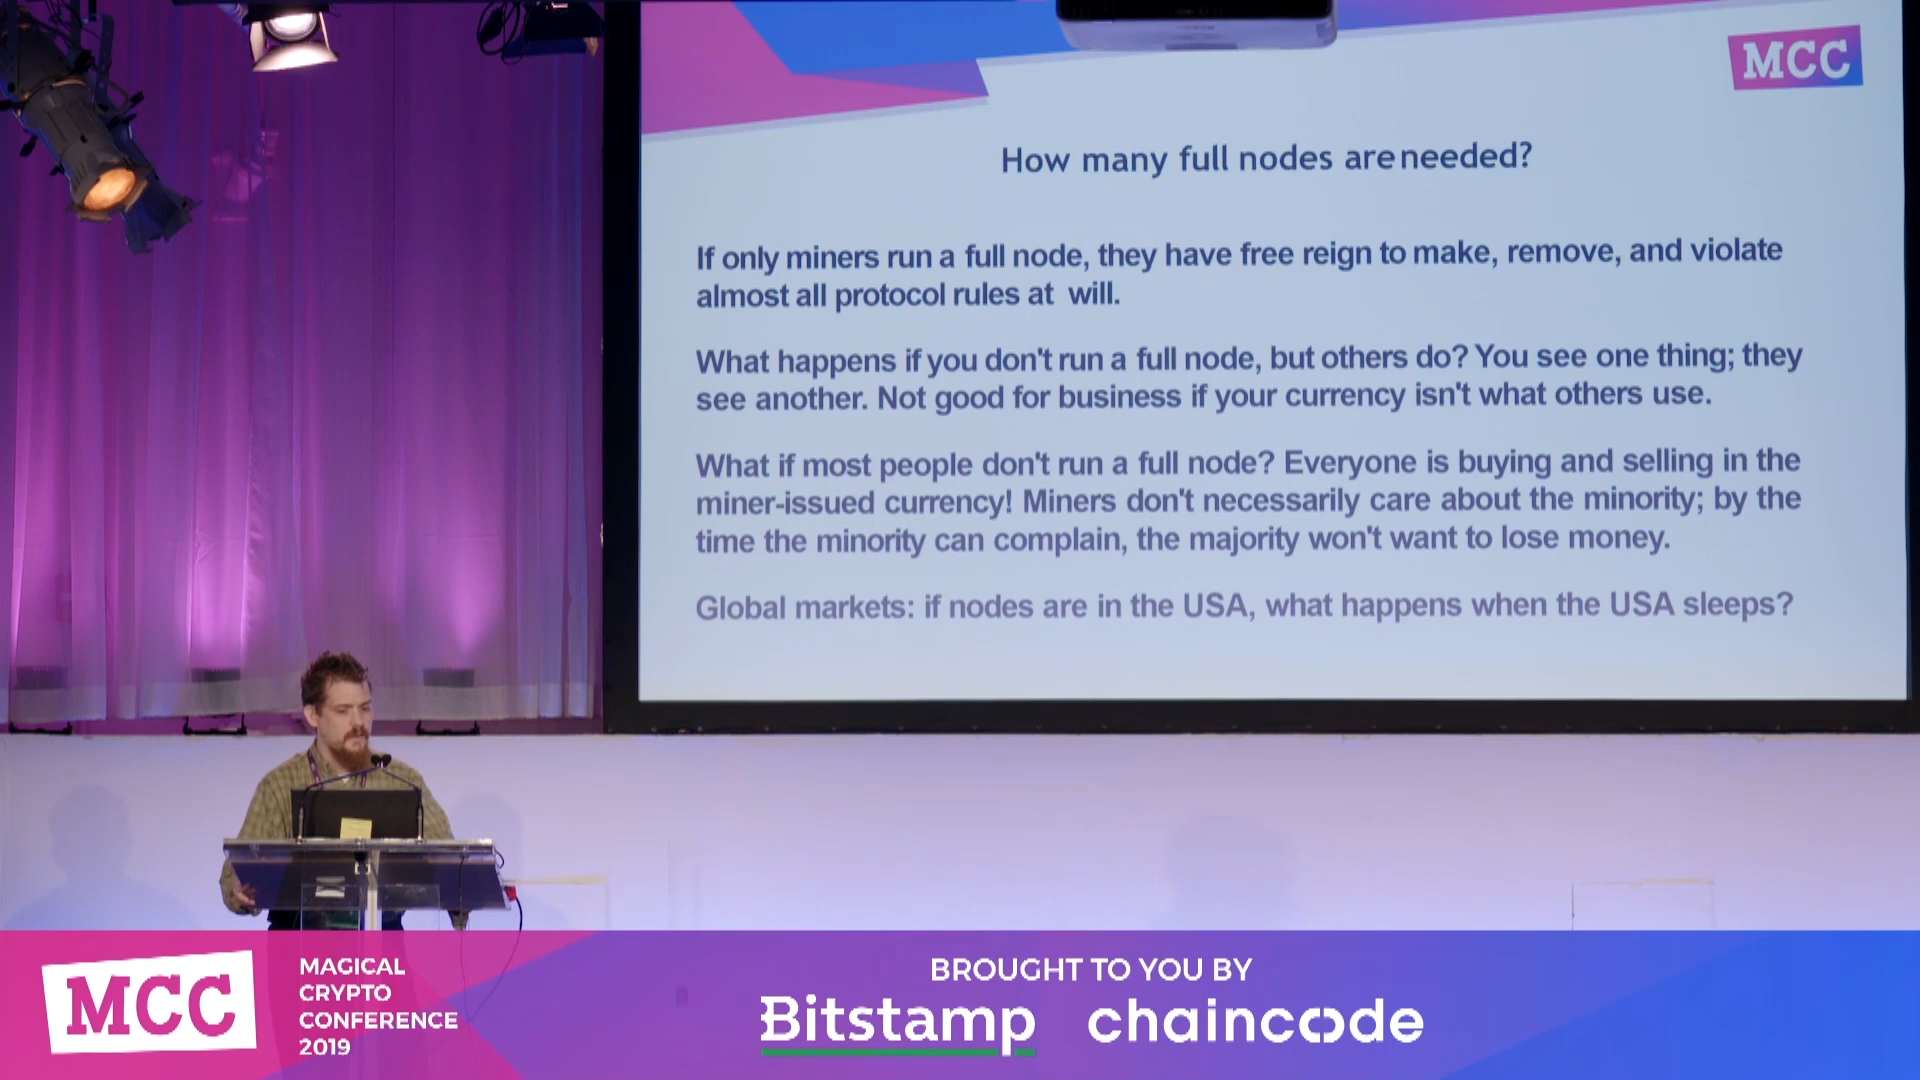 MCC
How many full nodes are needed?
If only miners run a full node, they have free reign to make, remove, and violate
almost all protocol rules at will.
What happens if you don't run a full node, but others do? You see one thing; they
see another. Not good for business if your currency isn't what others use.
What if most people don't run a full node? Everyone is buying and selling in the
miner-issued currency! Miners don't necessarily care about the minority; by the
time the minority can complain, the majority won't want to lose money.
Global markets: if nodes are in the USA, what happens when the USA sleeps?
MCC
MAGICAL
CRYPTO
CONFERENCE
2019
BROUGHT TO YOU BY
Bitstamp chaincode